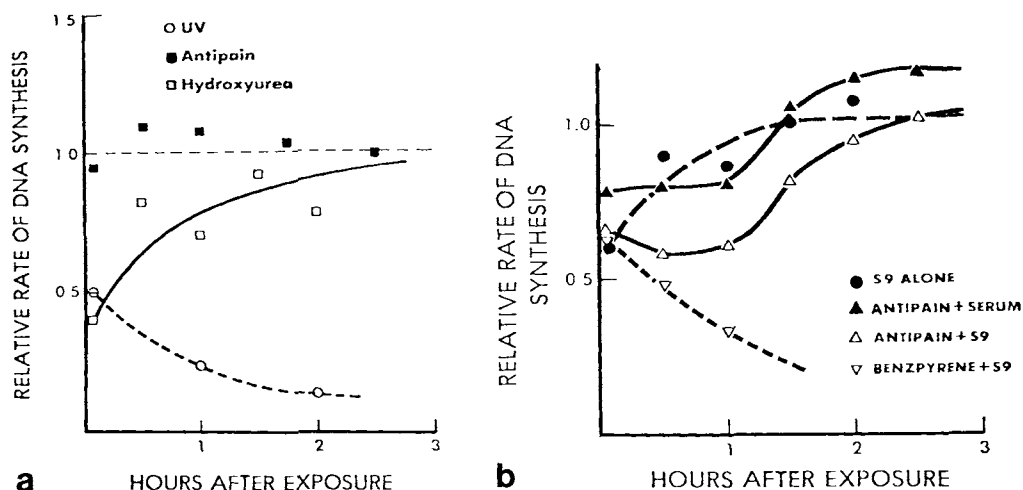 RELATIVE RATE OF DNA SYNTHESIS
1 5
1 0
0 5
UV
Antipain
Hydroxyurea
1
2
3
a
HOURS AFTER EXPOSURE
RELATIVE RATE OF DNA
SYNTHESIS
1.0
0 5
S9 ALONE
ANTIPAIN + SERUM
ANTIPAIN + S9
BENZPYRENE + S9
1
2
3
b
HOURS AFTER EXPOSURE